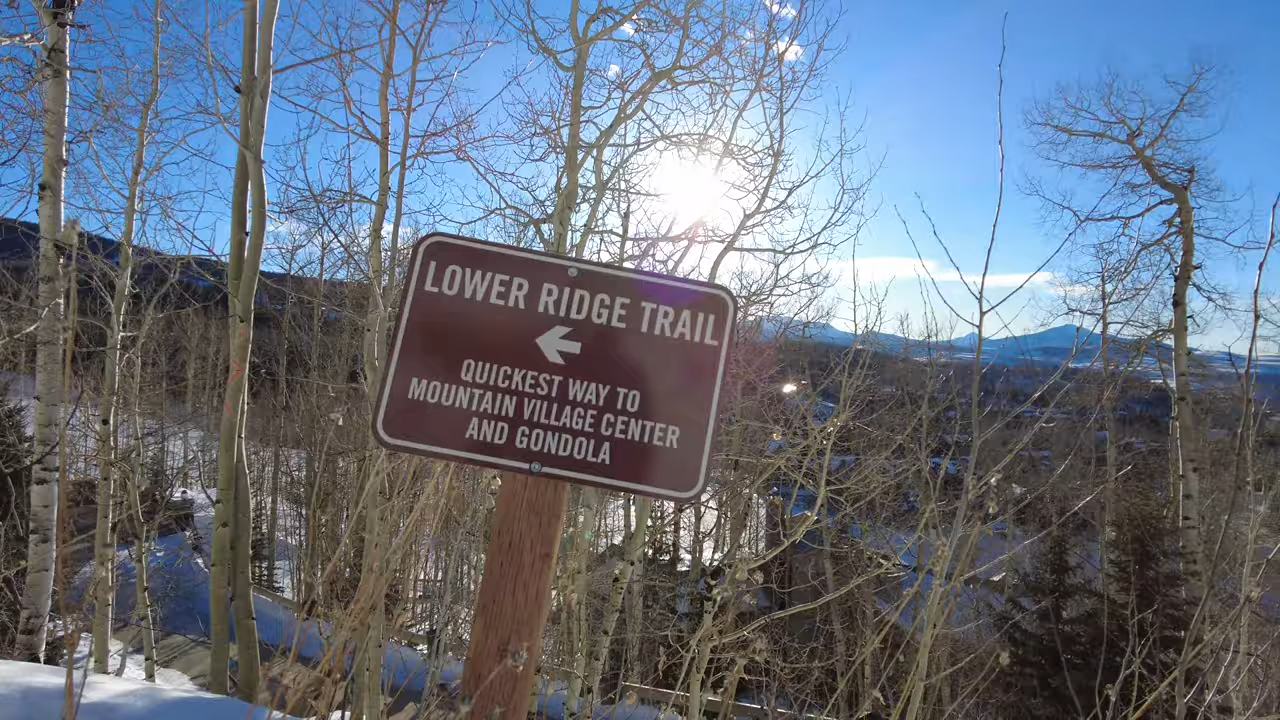 LOWER RIDGE TRAIL
QUICKEST WAY TO
MOUNTAIN VILLAGE CENTER
AND GONDOLA